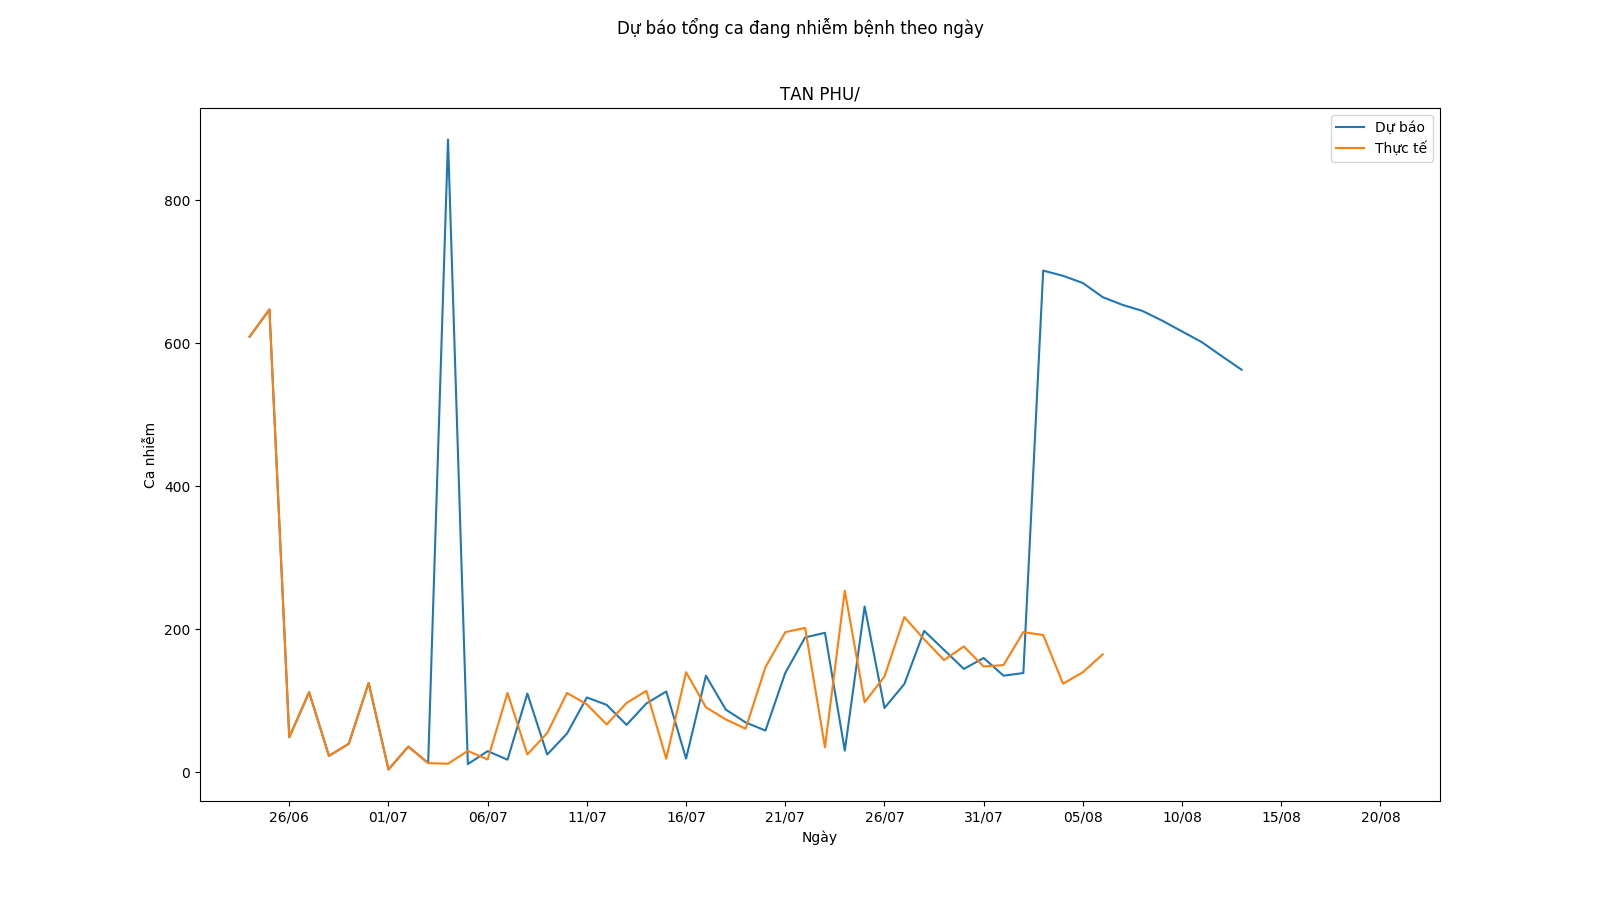 Dự báo tổng ca đang nhiễm bệnh theo ngày
TAN PHU/
Dự báo
Thực tế
800
600
400
200
0
Ca nhiễm
26/06 01/07 06/07 11/07 16/07 21/07 26/07 31/07 05/08 10/08 15/08 20/08
Ngày